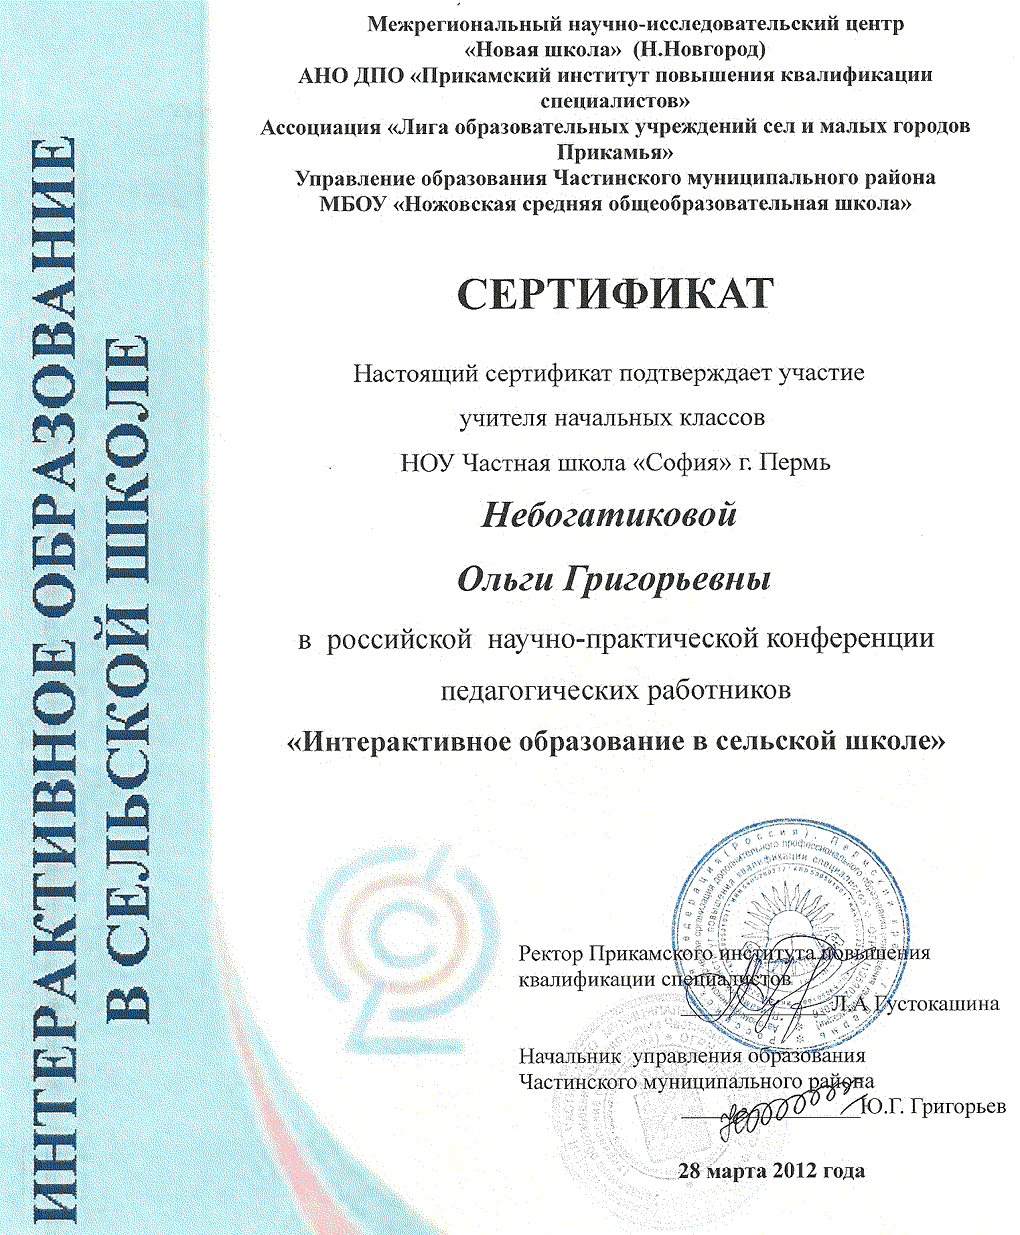 Межрегиональный научно-исследовательский центр
«Новая школа» (Н.Новгород)
АНО ДПО «Прикамский институт повышения квалификации
специалистов»
Ассоциация «Лига образовательных учреждений сел и малых городов
Прикамья»
Управление образования Частинского муниципального района
МБОУ «Ножовская средняя общеобразовательная школа»
ИНТЕРАКТИВНОЕ ОБРАЗОВАНИЕ
В СЕЛЬСКОЙ ШКОЛЕ
СЕРТИФИКАТ
Настоящий сертификат подтверждает участие
учителя начальных классов
НОУ Частная школа «София» г. Пермь
Небогатиковой
Ольги Григорьевны
в российской научно-практической конференции
педагогических работников
«Интерактивное образование в сельской школе»
Ректор Прикамского института повышения
квалификации специалистов
Л.А Густокашина
Начальник управления образования
Частинского муниципального района
Ю.Г. Григорьев
28 марта 2012 года